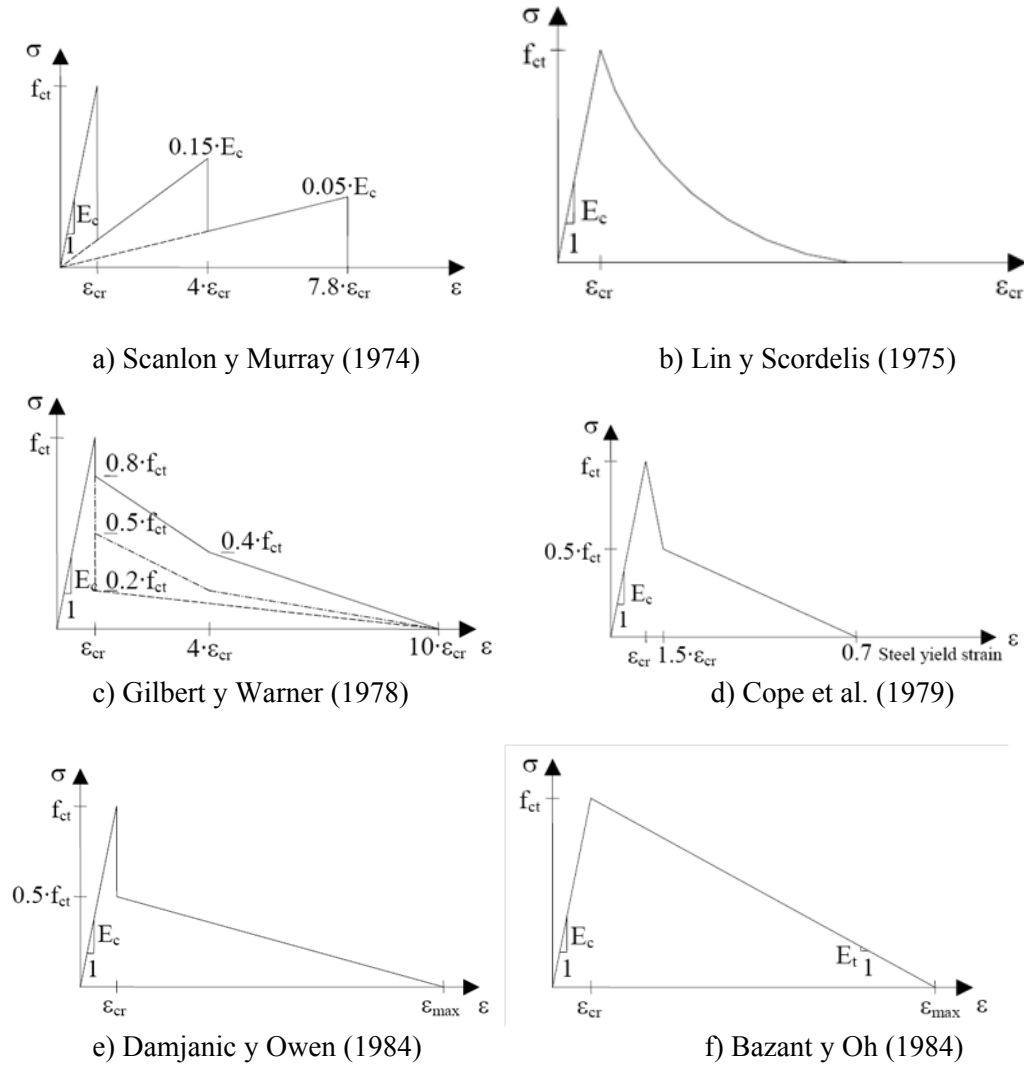 σ
f_ct
0.15·E_c
0.05·E_c
E_c
1
ε_cr
4·ε_cr
7.8·ε_cr
ε
a) Scanlon y Murray (1974)
σ
f_ct
E_c
1
ε_cr
ε_cr
b) Lin y Scordelis (1975)
σ
f_ct
0.8·f_ct
0.5·f_ct
0.4·f_ct
E_c
0.2·f_ct
1
ε_cr
4·ε_cr
10·ε_cr
ε
c) Gilbert y Warner (1978)
σ
f_ct
0.5·f_ct
E_c
1
ε_cr
1.5·ε_cr
0.7 Steel yield strain
ε
d) Cope et al. (1979)
σ
f_ct
0.5·f_ct
E_c
1
ε_cr
ε_max
ε
e) Damjanic y Owen (1984)
σ
f_ct
E_c
1
E_t
1
ε_cr
ε_max
ε
f) Bazant y Oh (1984)